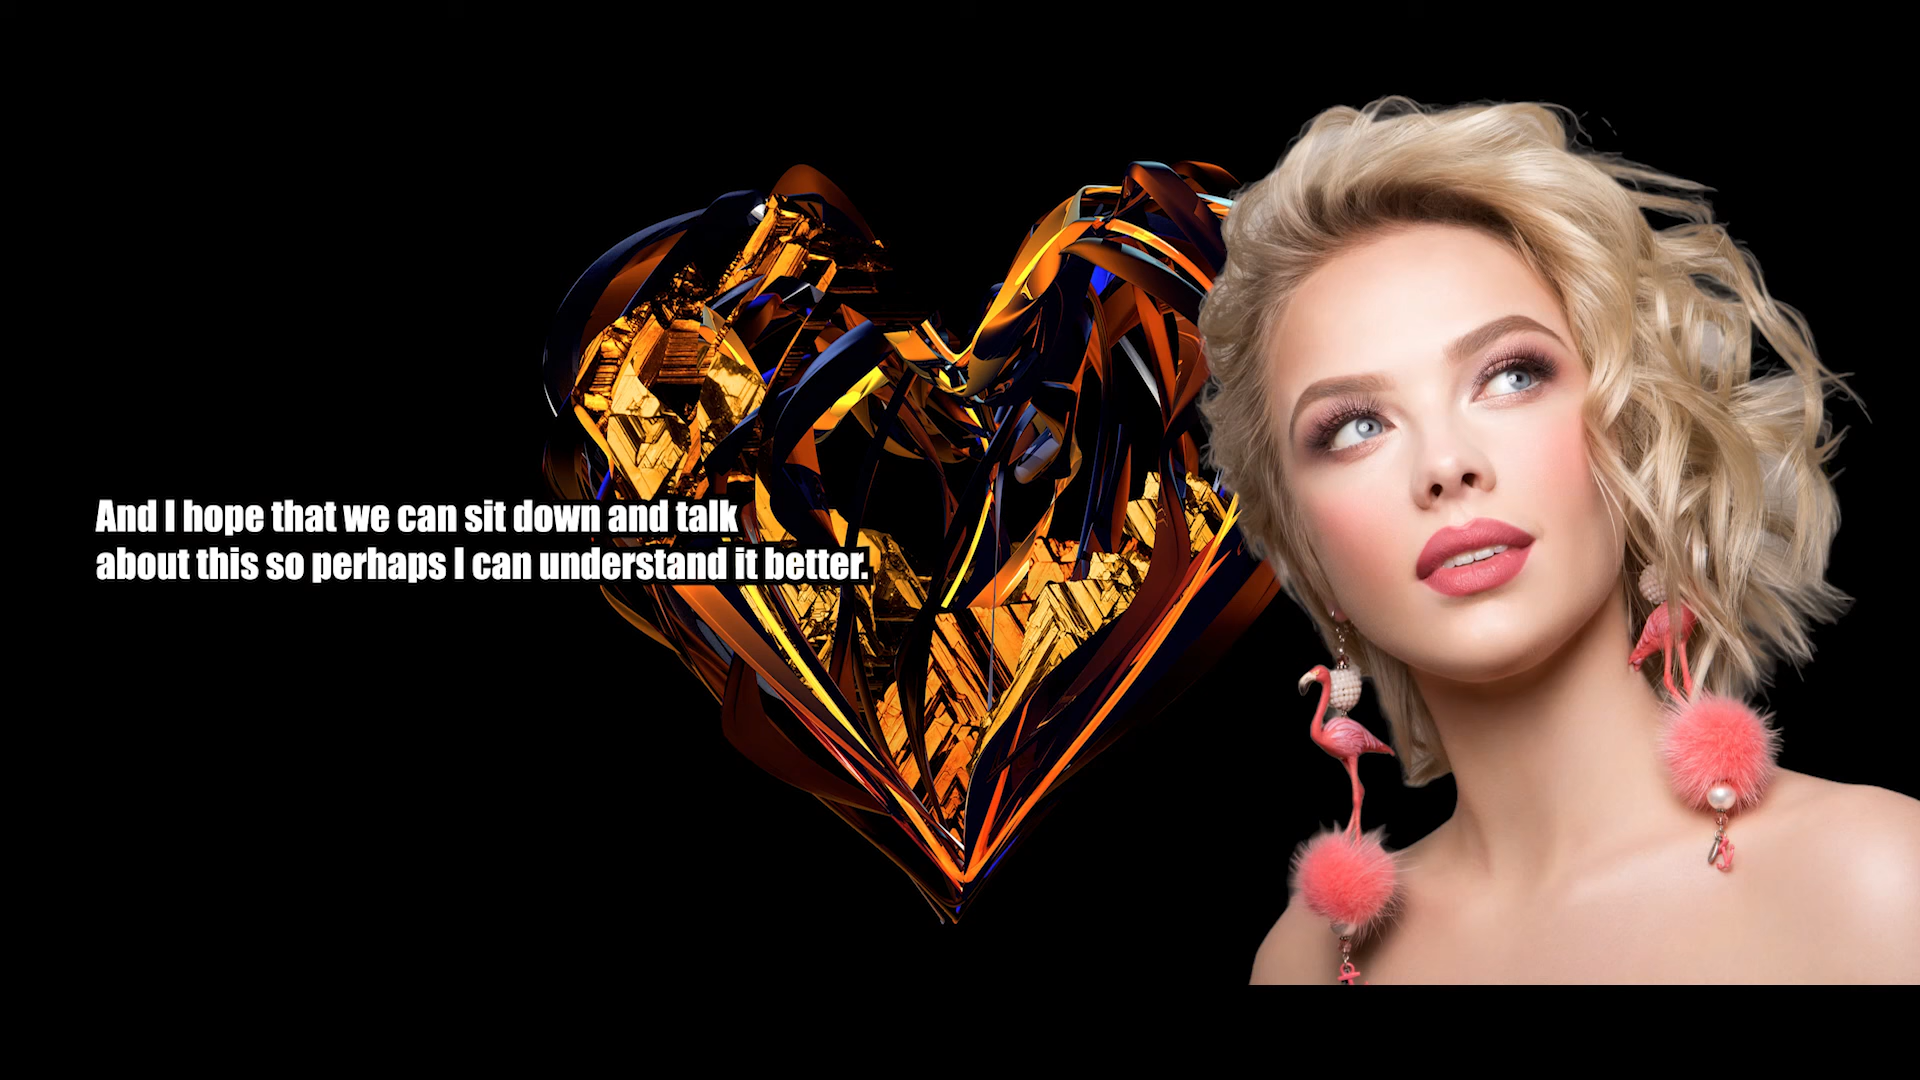 And I hope that we can sit down and talk
about this so perhaps I can understand it better.